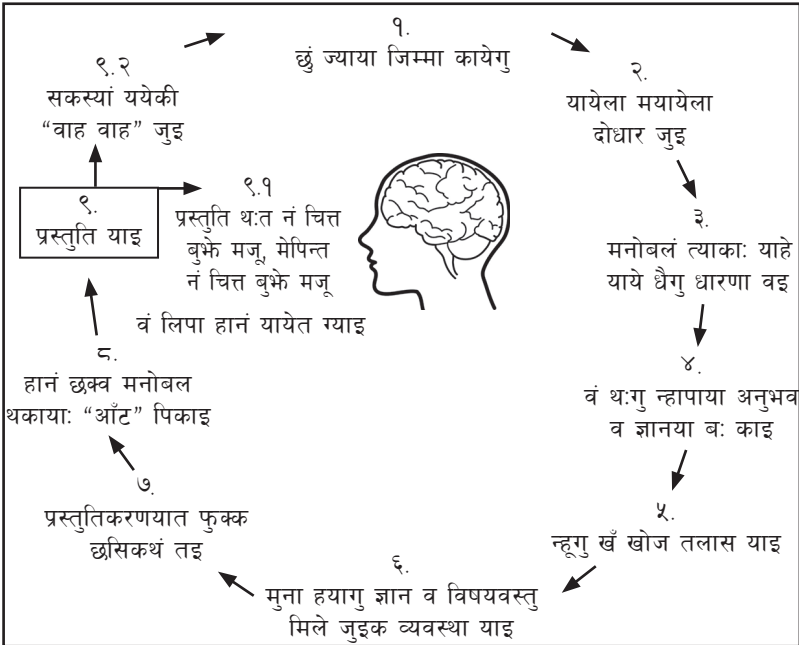 १.
छुं ज्याया जिम्मा कायेगु
२.
यायेला मयायेला
दोधार जुइ
३.
मनोबलं त्याकाः याहे
याये धैगु धारणा वइ
४.
वं थःगु न्हापाया अनुभव
व ज्ञानया बः काइ
५.
न्हूगु खँ खोज तलास याइ
६.
मुना हयागु ज्ञान व विषयवस्तु
मिले जुइक व्यवस्था याइ
७.
प्रस्तुतिकरणयात फुक्क
छसिकथं तइ
८.
हानं छक्व मनोबल
थकायाः “आँट” पिकाइ
९.
प्रस्तुति याइ
९.१
प्रस्तुति थःत नं चित्त
बुझे मजू, मेपिन्त
नं चित्त बुझे मजू
वं लिपा हानं यायेत ग्याइ
९.२
सकस्यां ययेकी
“वाह वाह” जुइ